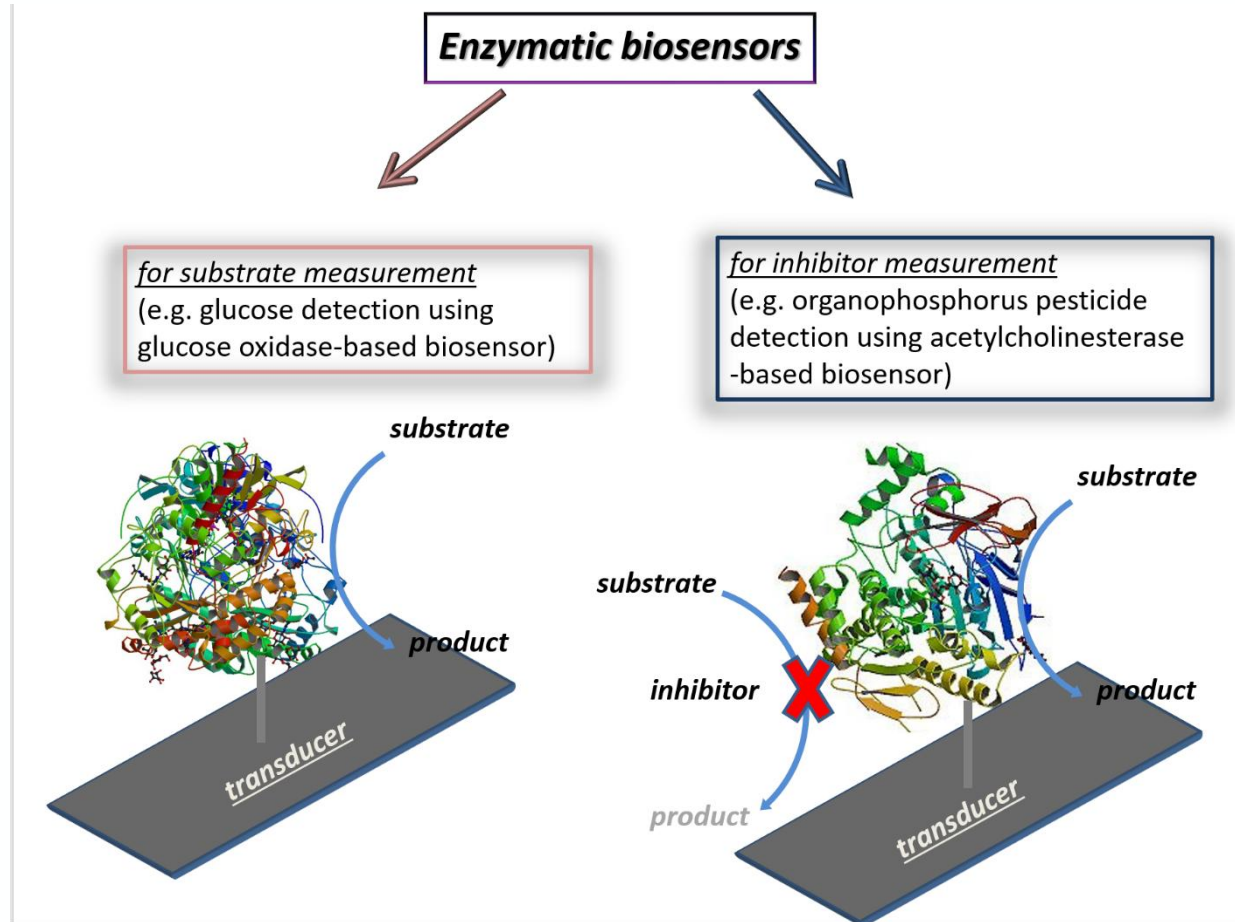 Enzymatic biosensors
for substrate measurement
(e.g. glucose detection using
glucose oxidase-based biosensor)
for inhibitor measurement
(e.g. organophosphorus pesticide
detection using acetylcholinesterase
-based biosensor)
substrate
product
transducer
substrate
substrate
inhibitor
product
product
transducer